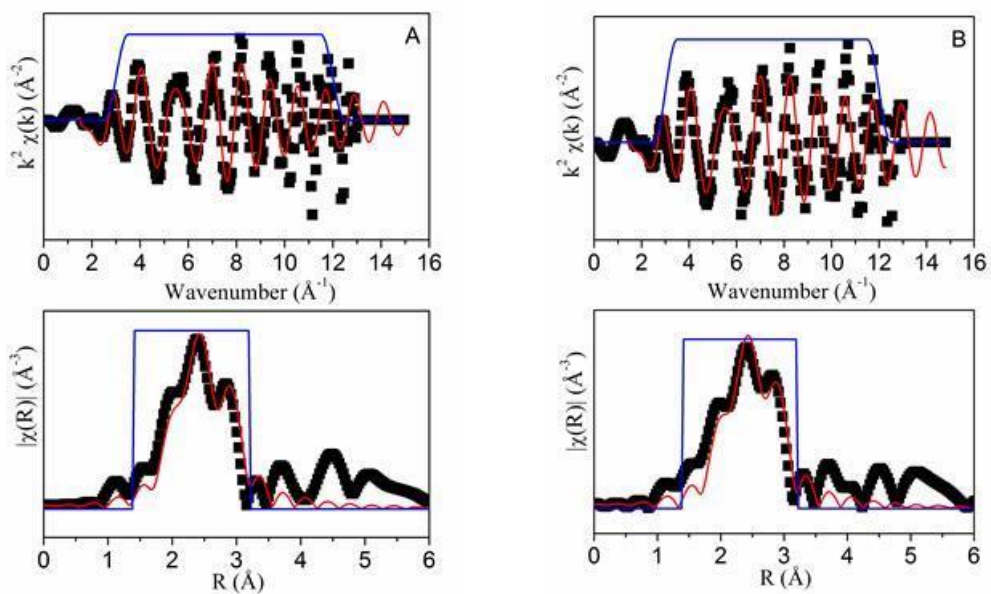 A
k² χ(k) (Å⁻²)
0 2 4 6 8 10 12 14 16
Wavenumber (Å⁻¹)
B
k² χ(k) (Å⁻²)
0 2 4 6 8 10 12 14 16
Wavenumber (Å⁻¹)
|χ(R)| (Å⁻³)
0 1 2 3 4 5 6
R (Å)
|χ(R)| (Å⁻³)
0 1 2 3 4 5 6
R (Å)